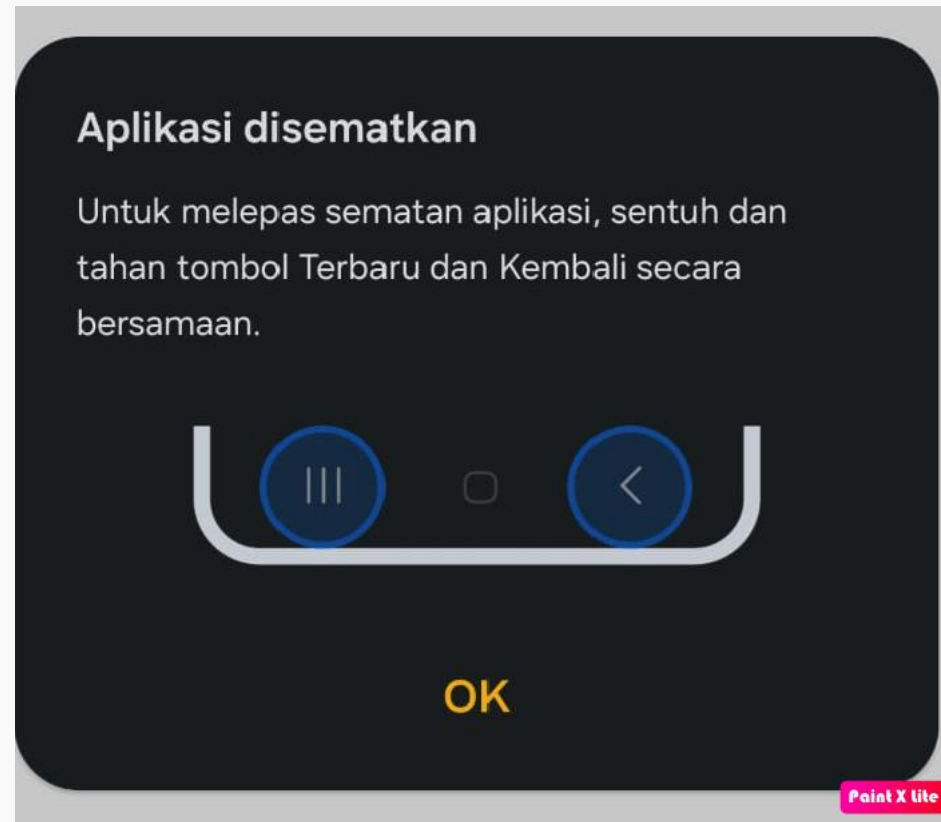 Aplikasi disematkan
Untuk melepas sematan aplikasi, sentuh dan
tahan tombol Terbaru dan Kembali secara
bersamaan.
OK
Paint X lite